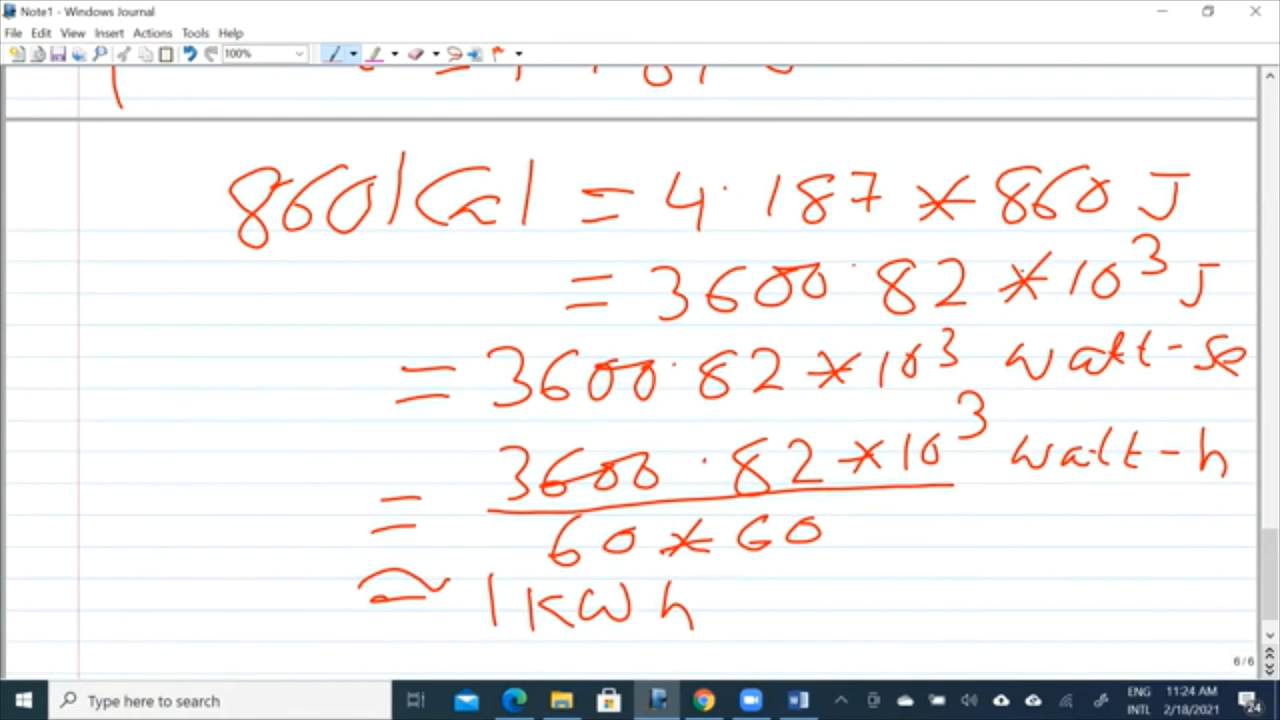 Note1 - Windows Journal
File Edit View Insert Actions Tools Help
100%
860 KCal = 4.187 * 860 J
= 3600.82 * 10³ J
= 3600.82 * 10³ watt-se
= 3600.82 * 10³ watt-h
60 * 60
≅ 1 KWh
6/6
Type here to search
ENG 11:24 AM
INTL 2/18/2021
24